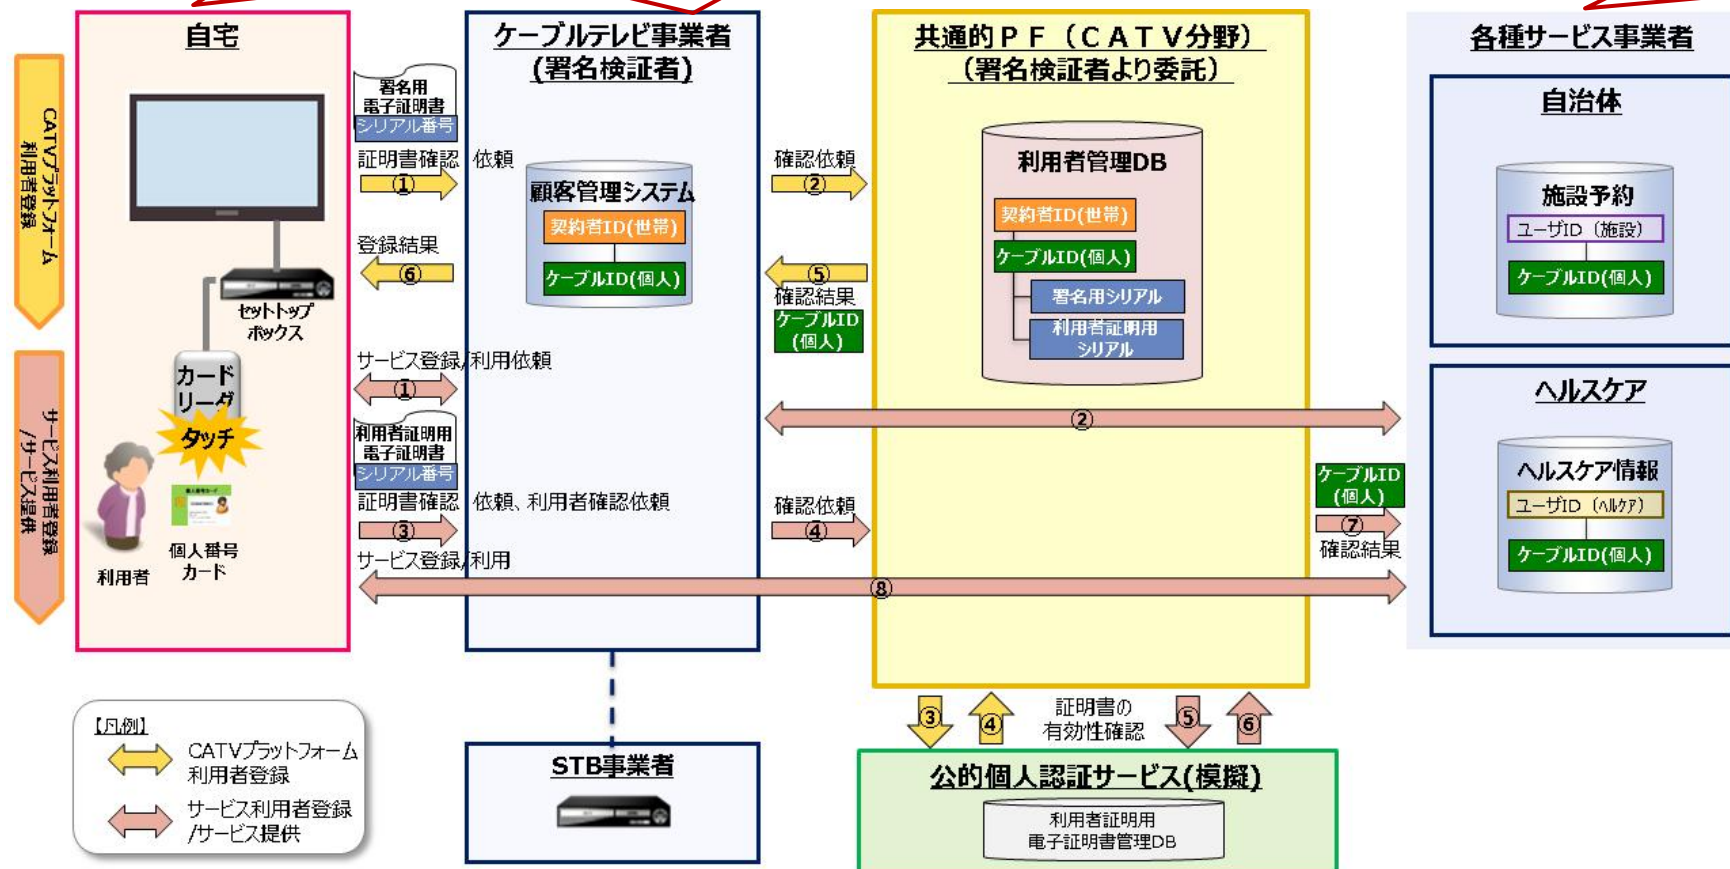 自宅
ケーブルテレビ事業者
(署名検証者)
共通的PF(CATV分野)
(署名検証者より委託)
各種サービス事業者
CATVプラットフォーム
利用者登録
サービス利用者登録
/サービス提供
セットトップ
ボックス
カード
リーダ
タッチ
利用者
個人番号
カード
署名用
電子証明書
シリアル番号
証明書確認 依頼
①
登録結果
⑥
サービス登録/利用依頼
①
利用者証明用
電子証明書
シリアル番号
証明書確認 依頼、利用者確認依頼
③
サービス登録/利用
⑧
顧客管理システム
契約者ID(世帯)
ケーブルID(個人)
確認依頼
②
⑤
確認結果
ケーブルID
(個人)
②
確認依頼
④
利用者管理DB
契約者ID(世帯)
ケーブルID(個人)
署名用シリアル
利用者証明用
シリアル
ケーブルID
(個人)
⑦
確認結果
自治体
施設予約
ユーザID(施設)
ケーブルID(個人)
ヘルスケア
ヘルスケア情報
ユーザID(ヘルケア)
ケーブルID(個人)
【凡例】
CATVプラットフォーム
利用者登録
サービス利用者登録
/サービス提供
STB事業者
③
④
証明書の
有効性確認
⑤
⑥
公的個人認証サービス(模擬)
利用者証明用
電子証明書管理DB